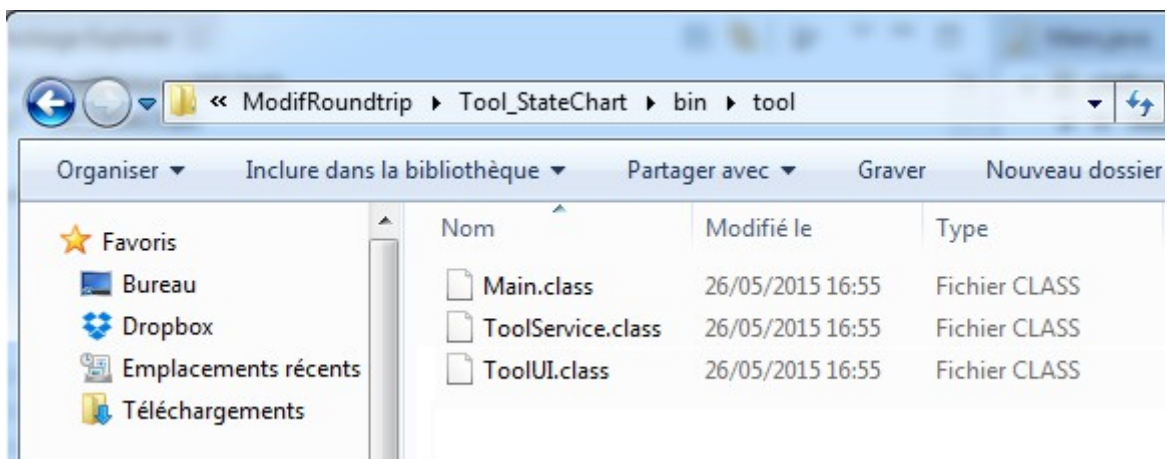 « ModifRoundtrip Tool_StateChart bin tool
Organiser Inclure dans la bibliothèque Partager avec Graver Nouveau dossier
Favoris
Bureau
Dropbox
Emplacements récents
Téléchargements
Nom Modifié le Type
Main.class 26/05/2015 16:55 Fichier CLASS
ToolService.class 26/05/2015 16:55 Fichier CLASS
ToolUI.class 26/05/2015 16:55 Fichier CLASS